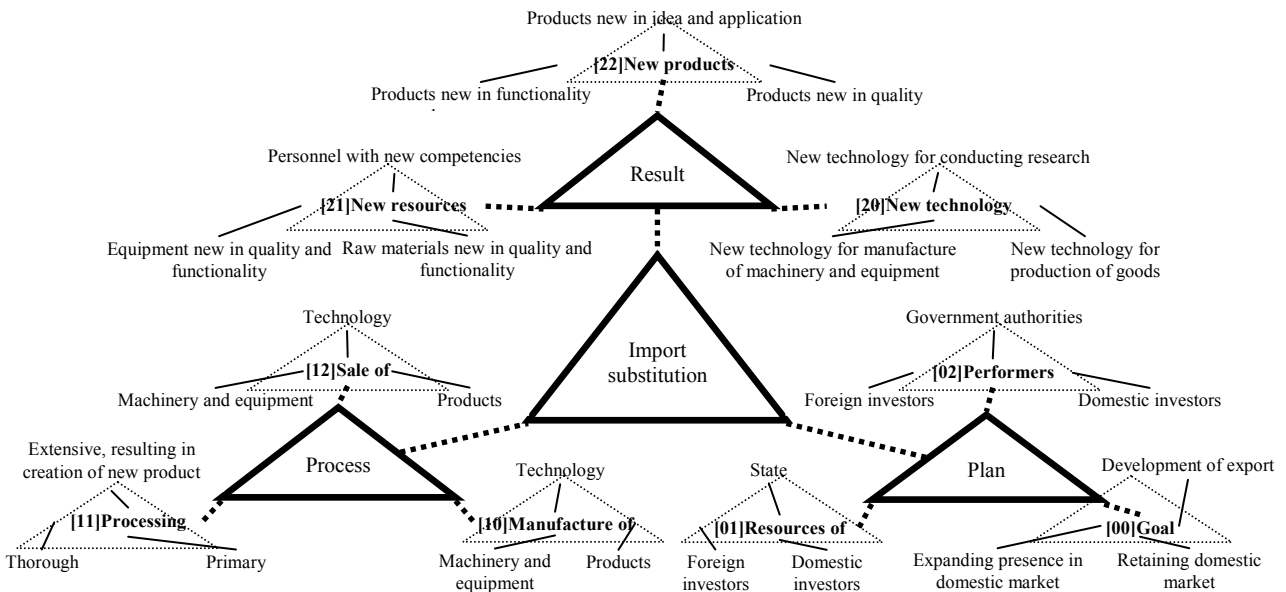 Products new in idea and application
[22]New products
Products new in functionality
Products new in quality
Personnel with new competencies
Result
New technology for conducting research
[21]New resources
[20]New technology
Equipment new in quality and
functionality
Raw materials new in quality and
functionality
New technology for manufacture
of machinery and equipment
New technology for
production of goods
Technology
Import
substitution
Government authorities
[12]Sale of
[02]Performers
Machinery and equipment
Products
Foreign investors
Domestic investors
Extensive, resulting in
creation of new product
Process
Technology
State
Plan
Development of export
[11]Processing
[10]Manufacture of
[01]Resources of
[00]Goal
Thorough
Primary
Machinery and
equipment
Products
Foreign
investors
Domestic
investors
Expanding presence in
domestic market
Retaining domestic
market